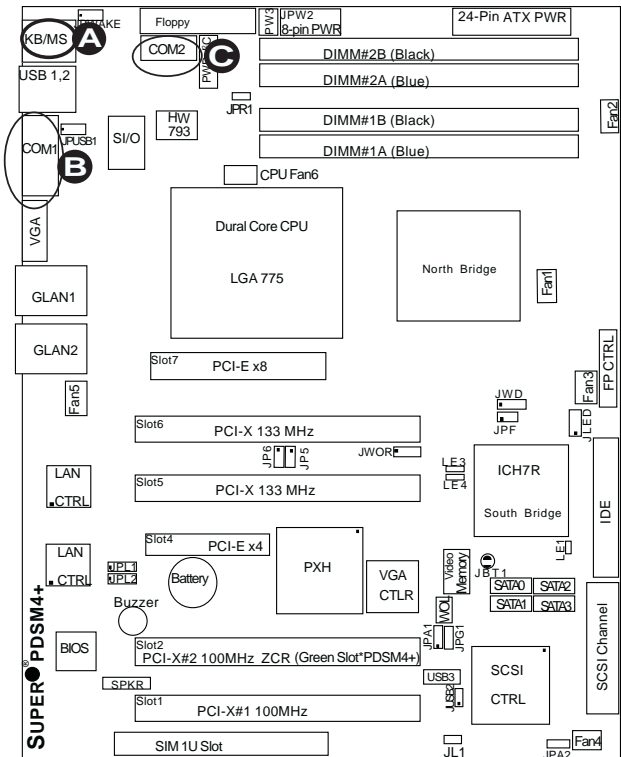 JPWAKE
Floppy
PW3
JPW2
8-pin PWR
24-Pin ATX PWR
KB/MS
A
COM2
C
DIMM#2B (Black)
USB 1,2
DIMM#2A (Blue)
JPR1
Fan2
HW
793
DIMM#1B (Black)
JPUSB1
SI/O
COM1
B
DIMM#1A (Blue)
CPU Fan6
VGA
Dural Core CPU
LGA 775
North Bridge
Fan1
GLAN1
GLAN2
Slot7
PCI-E x8
FP CTRL
Fan3
Fan5
JWD
JPF
JLED
Slot6
PCI-X 133 MHz
JP6
JP5
JWOR
LE3
LE4
ICH7R
South Bridge
IDE
LAN
CTRL
Slot5
PCI-X 133 MHz
Slot4
PCI-E x4
LE1
LAN
CTRL
JPL1
JPL2
Battery
PXH
VGA
CTLR
Video
Memory
JBT1
SATA0
SATA2
SATA1
SATA3
Buzzer
WOL
JPA1
JPG1
BIOS
Slot2
PCI-X#2 100MHz ZCR (Green Slot*PDSM4+)
SCSI
CTRL
SCSI Channel
SPKR
USB3
JUSB2
Slot1
PCI-X#1 100MHz
SUPER® PDSM4+
SIM 1U Slot
JL1
JPA2
Fan4